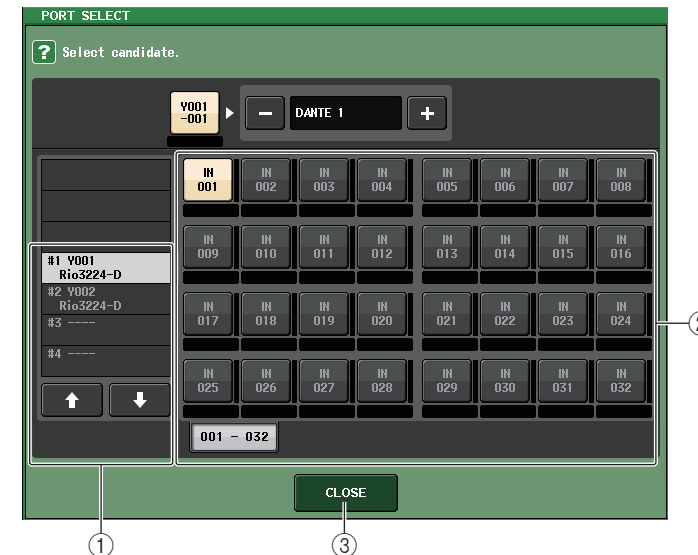 PORT SELECT
? Select candidate.
Y001
-001
− DANTE 1 +
IN 001 IN 002 IN 003 IN 004 IN 005 IN 006 IN 007 IN 008
IN 009 IN 010 IN 011 IN 012 IN 013 IN 014 IN 015 IN 016
#1 Y001
Rio3224-D
#2 Y002
Rio3224-D
#3 ----
#4 ----
IN 017 IN 018 IN 019 IN 020 IN 021 IN 022 IN 023 IN 024
IN 025 IN 026 IN 027 IN 028 IN 029 IN 030 IN 031 IN 032
001 - 032
CLOSE
①
②
③